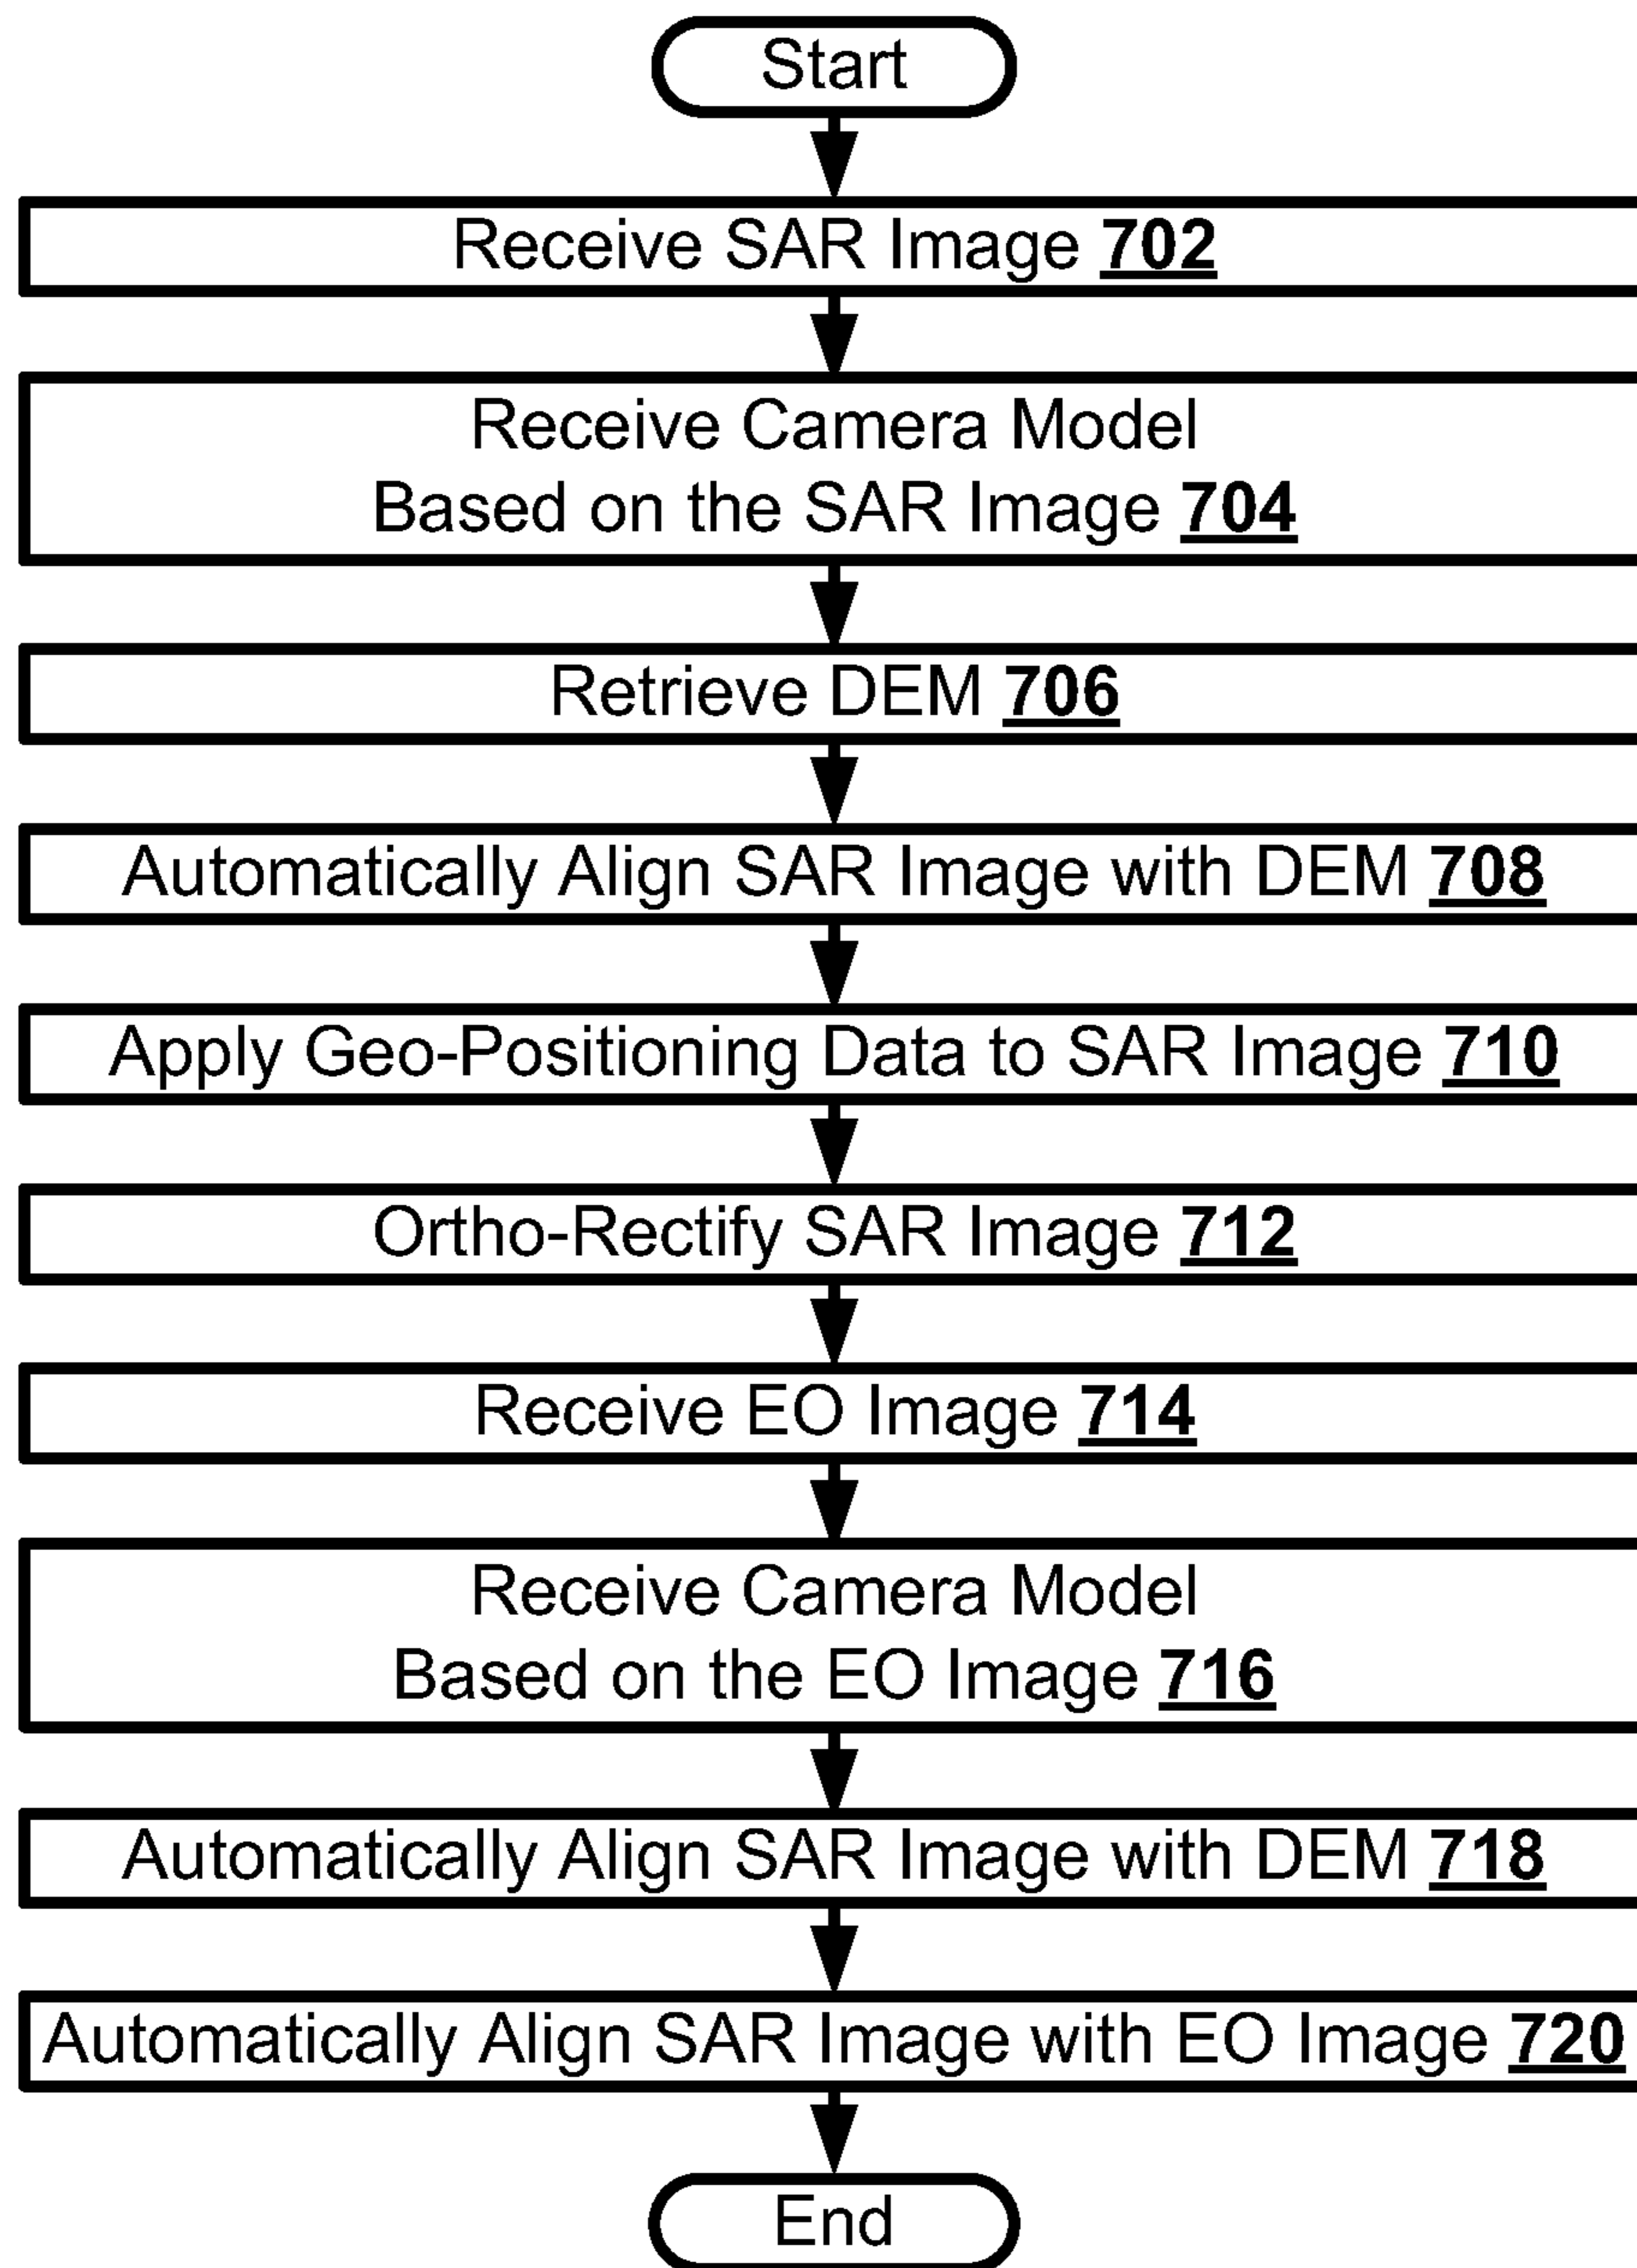 Start
Receive SAR Image 702
Receive Camera Model
Based on the SAR Image 704
Retrieve DEM 706
Automatically Align SAR Image with DEM 708
Apply Geo-Positioning Data to SAR Image 710
Ortho-Rectify SAR Image 712
Receive EO Image 714
Receive Camera Model
Based on the EO Image 716
Automatically Align SAR Image with DEM 718
Automatically Align SAR Image with EO Image 720
End